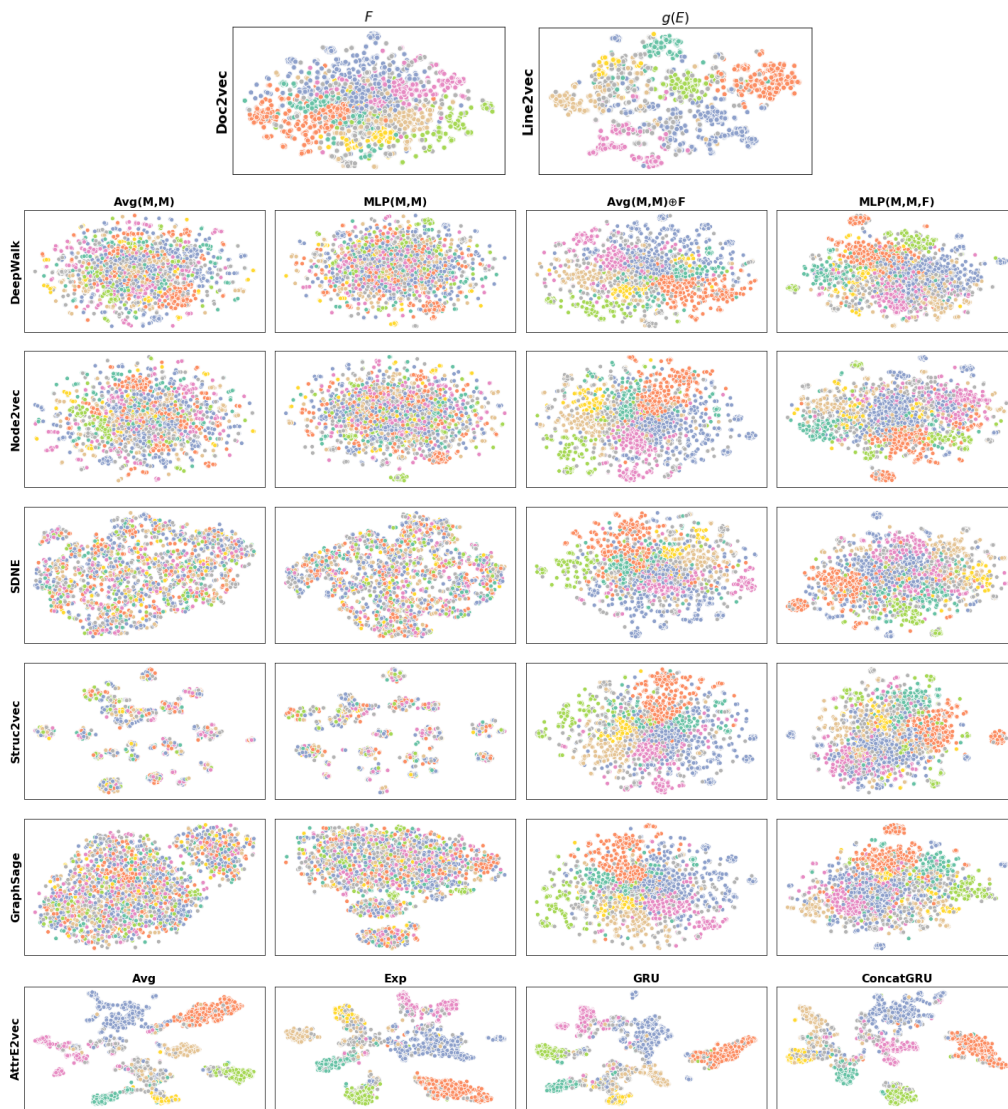 F
g(E)
Doc2vec
Line2vec
Avg(M,M)
MLP(M,M)
Avg(M,M)⊕F
MLP(M,M,F)
DeepWalk
Node2vec
SDNE
Struc2vec
GraphSage
Avg
Exp
GRU
ConcatGRU
AttrE2vec